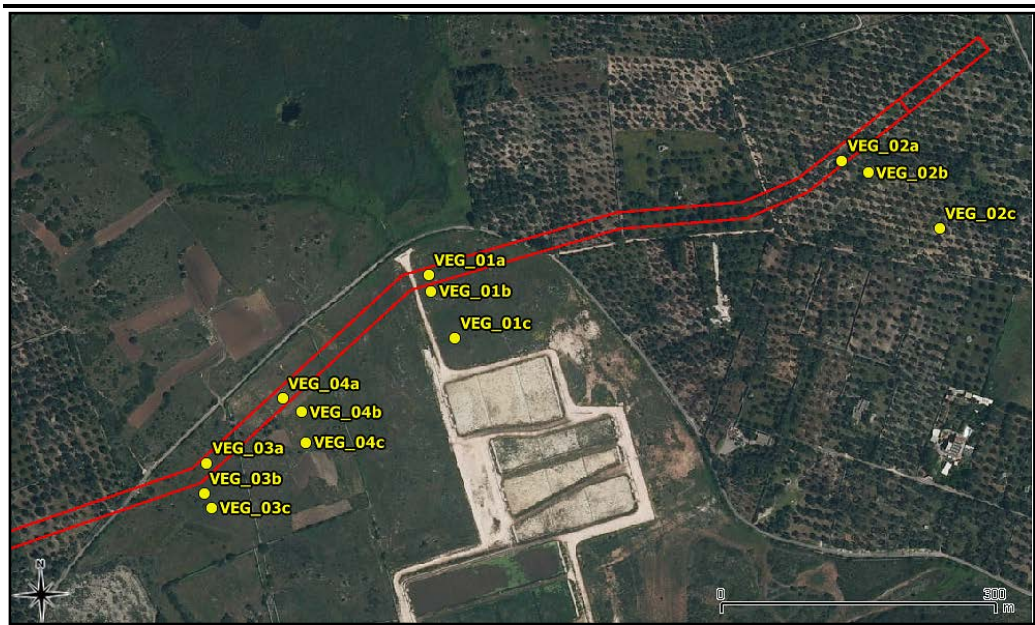 VEG_02a
VEG_02b
VEG_02c
VEG_01a
VEG_01b
VEG_01c
VEG_04a
VEG_04b
VEG_04c
VEG_03a
VEG_03b
VEG_03c
N
0 300
m